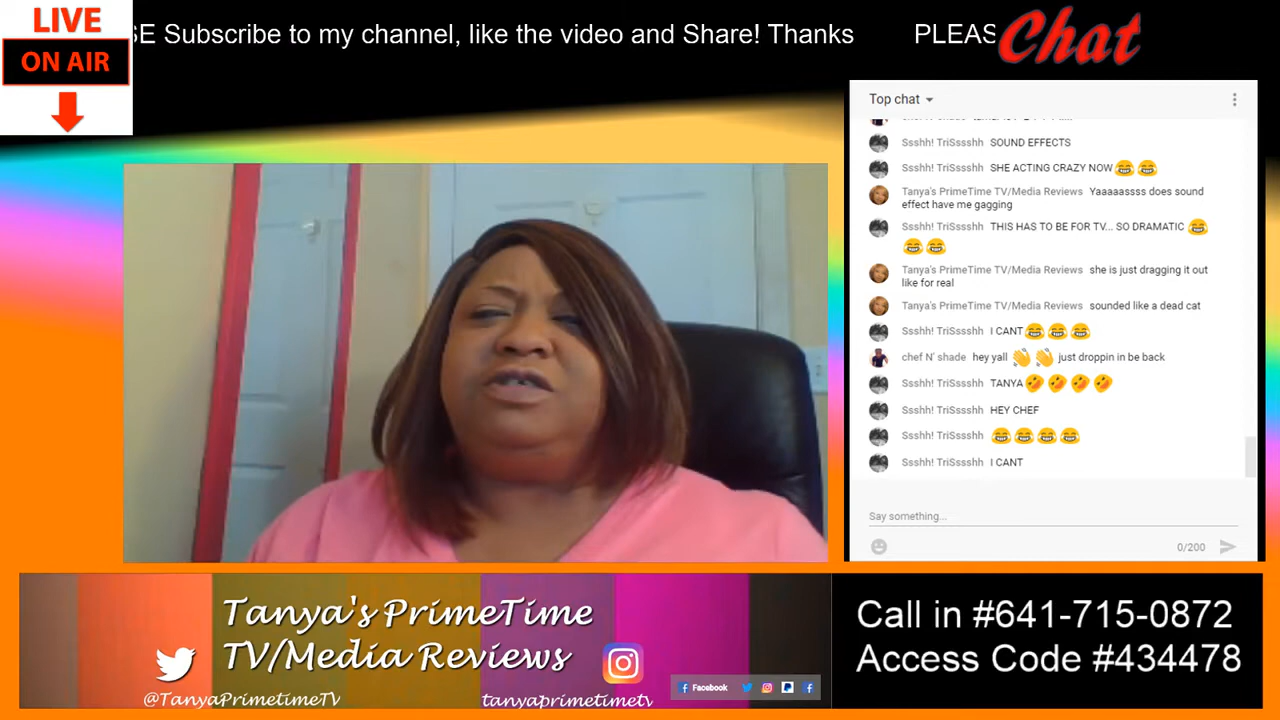 LIVE
ON AIR
SE Subscribe to my channel, like the video and Share! Thanks PLEAS
Chat
Top chat
Ssshh! TriSssshh SOUND EFFECTS
Ssshh! TriSssshh SHE ACTING CRAZY NOW😂😂
Tanya's PrimeTime TV/Media Reviews Yaaaaassss does sound
effect have me gagging
Ssshh! TriSssshh THIS HAS TO BE FOR TV... SO DRAMATIC 😂
😂😂
Tanya's PrimeTime TV/Media Reviews she is just dragging it out
like for real
Tanya's PrimeTime TV/Media Reviews sounded like a dead cat
Ssshh! TriSssshh I CANT😂😂😂
chef N' shade hey yall 👋👋 just droppin in be back
Ssshh! TriSssshh TANYA🤣🤣🤣🤣
Ssshh! TriSssshh HEY CHEF
Ssshh! TriSssshh 😂😂😂😂
Ssshh! TriSssshh I CANT
Say something...
0/200
Tanya's PrimeTime
TV/Media Reviews
@TanyaPrimetimeTV
tanyaprimetimetv
Facebook
Call in #641-715-0872
Access Code #434478